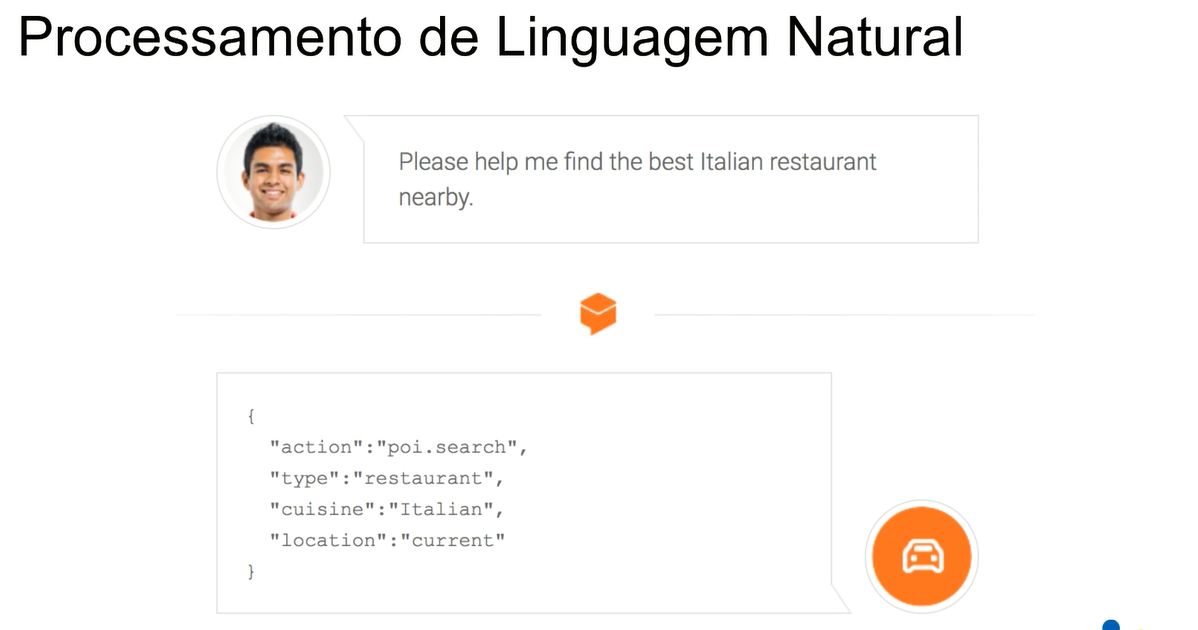 Processamento de Linguagem Natural
Please help me find the best Italian restaurant
nearby.
{
"action":"poi.search",
"type":"restaurant",
"cuisine":"Italian",
"location":"current"
}